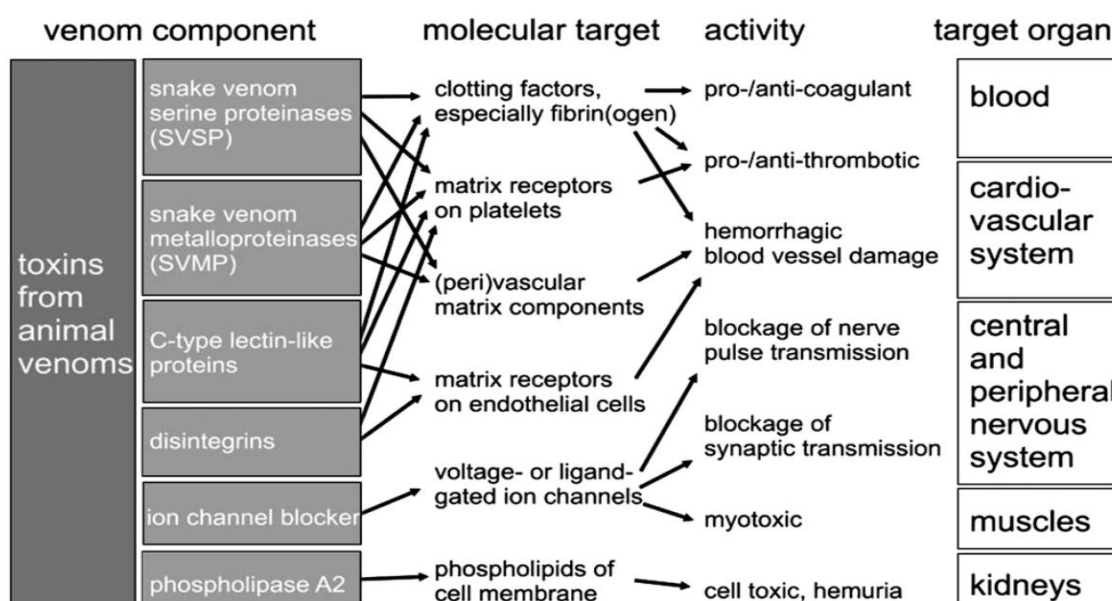 venom component
molecular target
activity
target organ
toxins
from
animal
venoms
snake venom
serine proteinases
(SVSP)
snake venom
metalloproteinases
(SVMP)
C-type lectin-like
proteins
disintegrins
ion channel blocker
phospholipase A2
clotting factors,
especially fibrin(ogen)
matrix receptors
on platelets
(peri)vascular
matrix components
matrix receptors
on endothelial cells
voltage- or ligand-
gated ion channels
phospholipids of
cell membrane
pro-/anti-coagulant
pro-/anti-thrombotic
hemorrhagic
blood vessel damage
blockage of nerve
pulse transmission
blockage of
synaptic transmission
myotoxic
cell toxic, hemuria
blood
cardio-
vascular
system
central
and
peripheral
nervous
system
muscles
kidneys